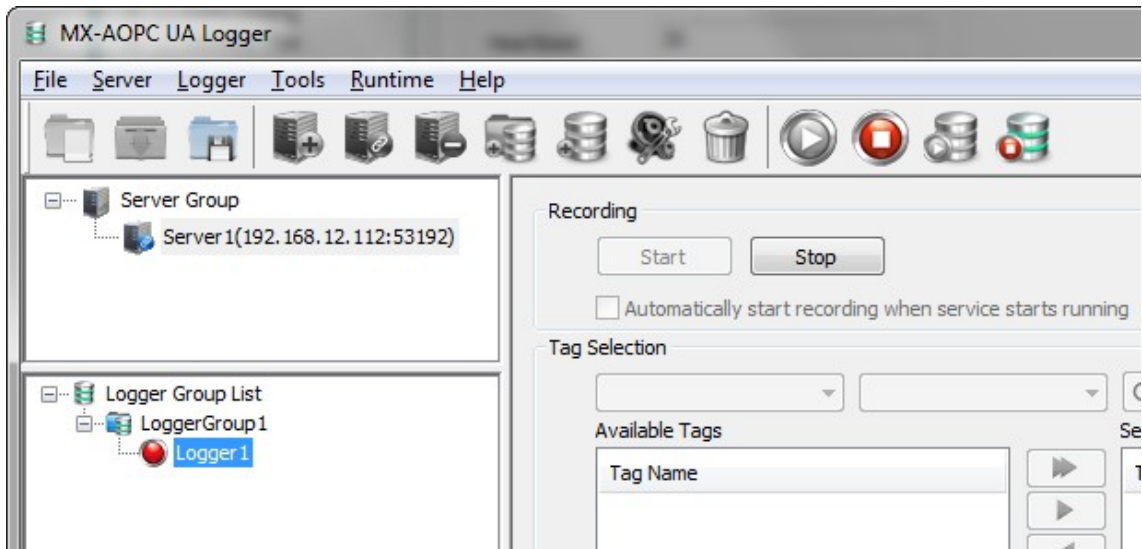 MX-AOPC UA Logger
File Server Logger Tools Runtime Help
Server Group
Server1(192.168.12.112:53192)
Recording
Start Stop
Automatically start recording when service starts running
Tag Selection
Logger Group List
LoggerGroup1
Logger1
Available Tags
Tag Name